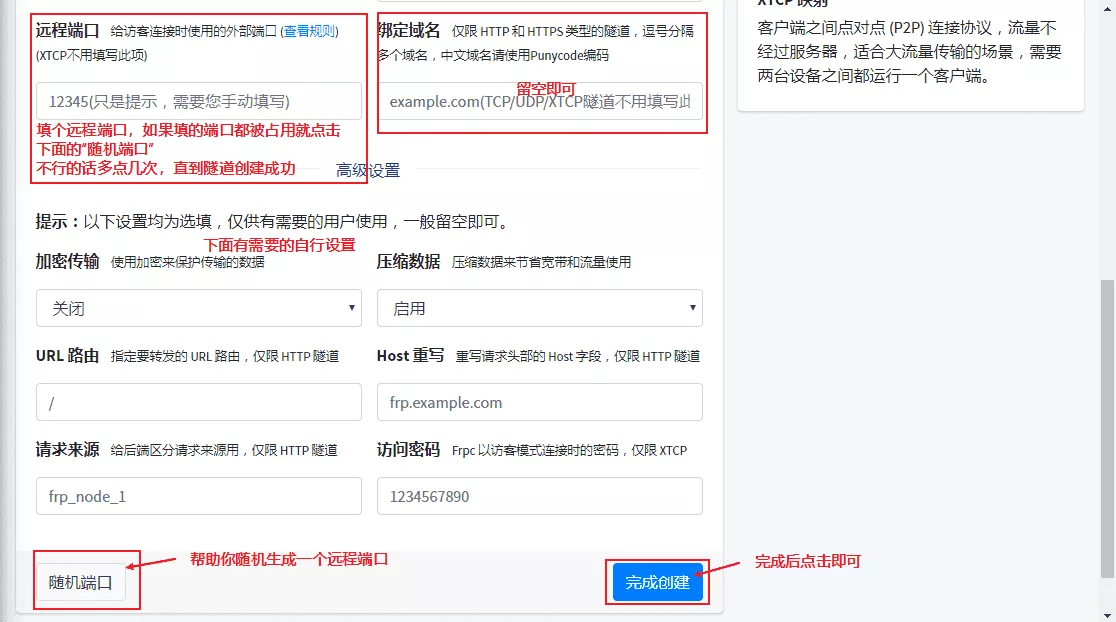 远程端口 给访客连接时使用的外部端口 (查看规则)
(XTCP不用填写此项)
12345(只是提示，需要您手动填写)
填个远程端口，如果填的端口都被占用就点击
下面的“随机端口”
不行的话多点几次，直到隧道创建成功
绑定域名 仅限 HTTP 和 HTTPS 类型的隧道，逗号分隔
多个域名，中文域名请使用Punycode编码
留空即可
example.com(TCP/UDP/XTCP隧道不用填写此
XTCP 映射
客户端之间点对点 (P2P) 连接协议，流量不
经过服务器，适合大流量传输的场景，需要
两台设备之间都运行一个客户端。
高级设置
提示：以下设置均为选填，仅供有需要的用户使用，一般留空即可。
下面有需要的自行设置
加密传输 使用加密来保护传输的数据
关闭
压缩数据 压缩数据来节省宽带和流量使用
启用
URL 路由 指定要转发的 URL 路由，仅限 HTTP 隧道
/
Host 重写 重写请求头部的 Host 字段，仅限 HTTP 隧道
frp.example.com
请求来源 给后端区分请求来源用，仅限 HTTP 隧道
frp_node_1
访问密码 Frpc 以访客模式连接时的密码，仅限 XTCP
1234567890
随机端口
帮助你随机生成一个远程端口
完成创建
完成后点击即可